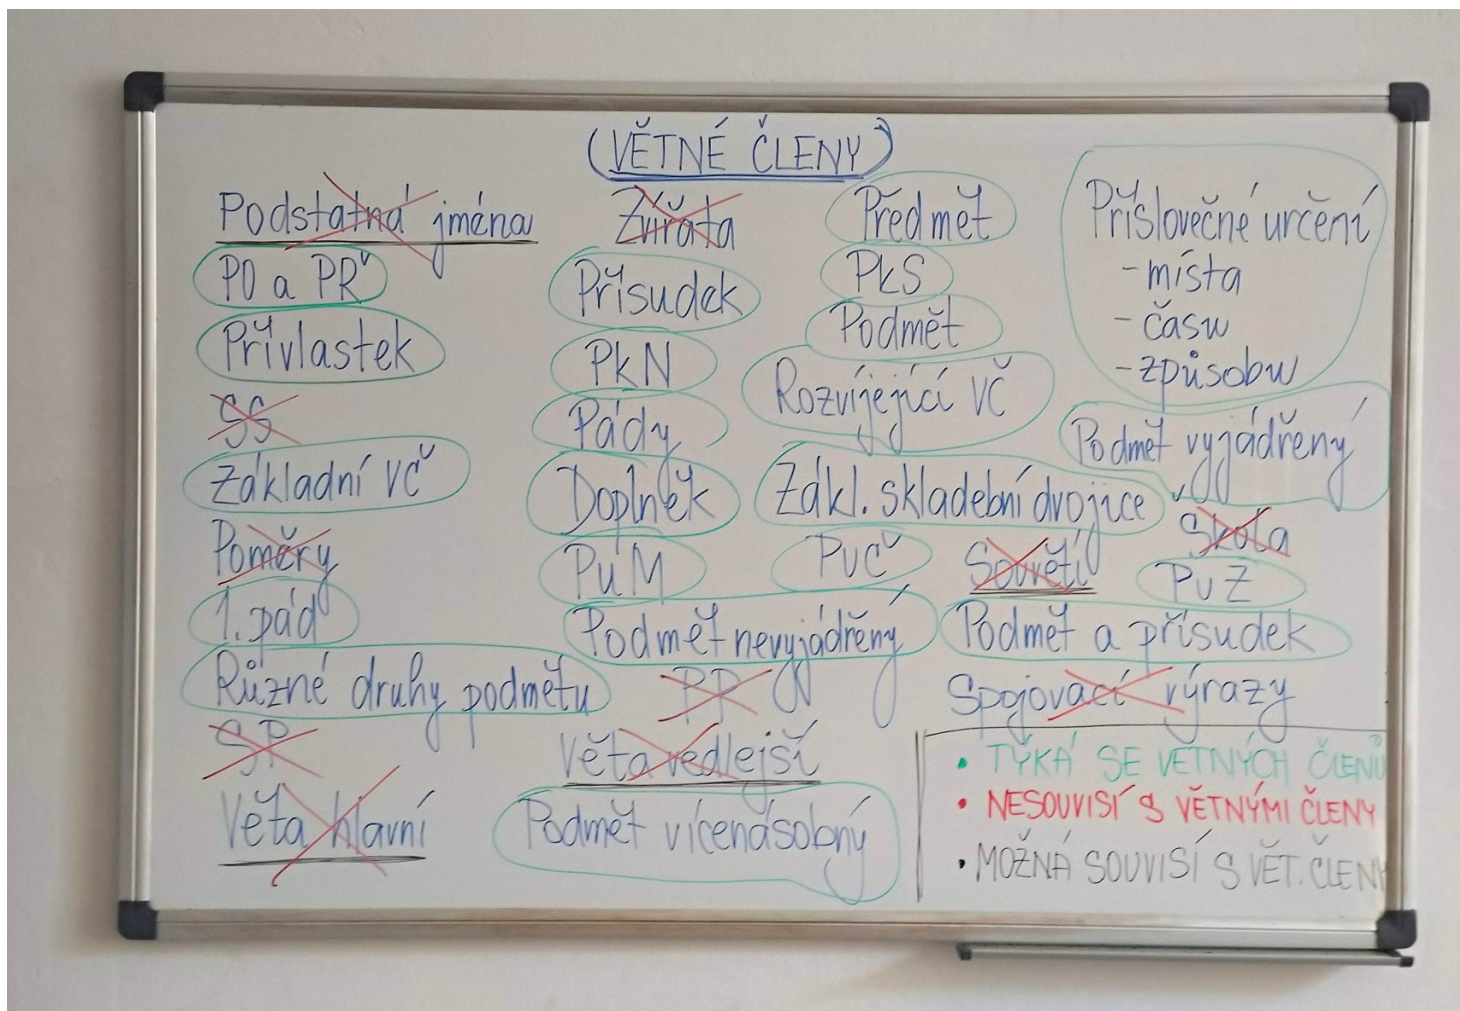 (VĚTNÉ ČLENY)
Podstatná jména
PO a PŘ
Přívlastek
SS
Základní VČ
Poměry
1. pád
Různé druhy podmětu
SP
Věta hlavní
Zvířata
Přísudek
PkN
Pády
Doplněk
PuM
Podmět nevyjádřený
PP
Věta vedlejší
Podmět vícenásobný
Předmět
PkS
Podmět
Rozvíjející VČ
Zákl. skladební dvojice
PuČ
Souvětí
Podmět a přísudek
Spojovací výrazy
Příslovečné určení
- místa
- času
- způsobu
Podmět vyjádřený
Škola
PuZ
• TÝKÁ SE VĚTNÝCH ČLENŮ
• NESOUVISÍ S VĚTNÝMI ČLENY
• MOŽNÁ SOUVISÍ S VĚT. ČLENY